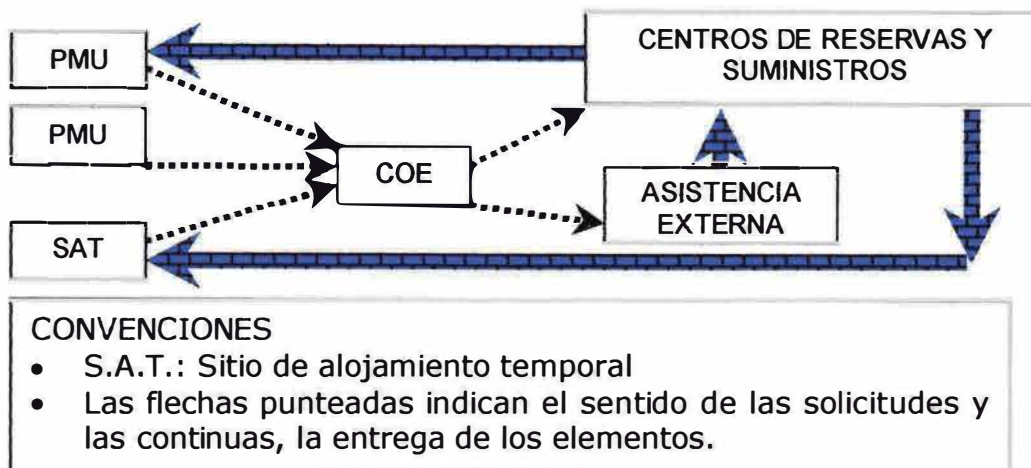 PMU
CENTROS DE RESERVAS Y
SUMINISTROS
PMU
COE
ASISTENCIA
EXTERNA
SAT
CONVENCIONES
• S.A.T.: Sitio de alojamiento temporal
• Las flechas punteadas indican el sentido de las solicitudes y
las continuas, la entrega de los elementos.